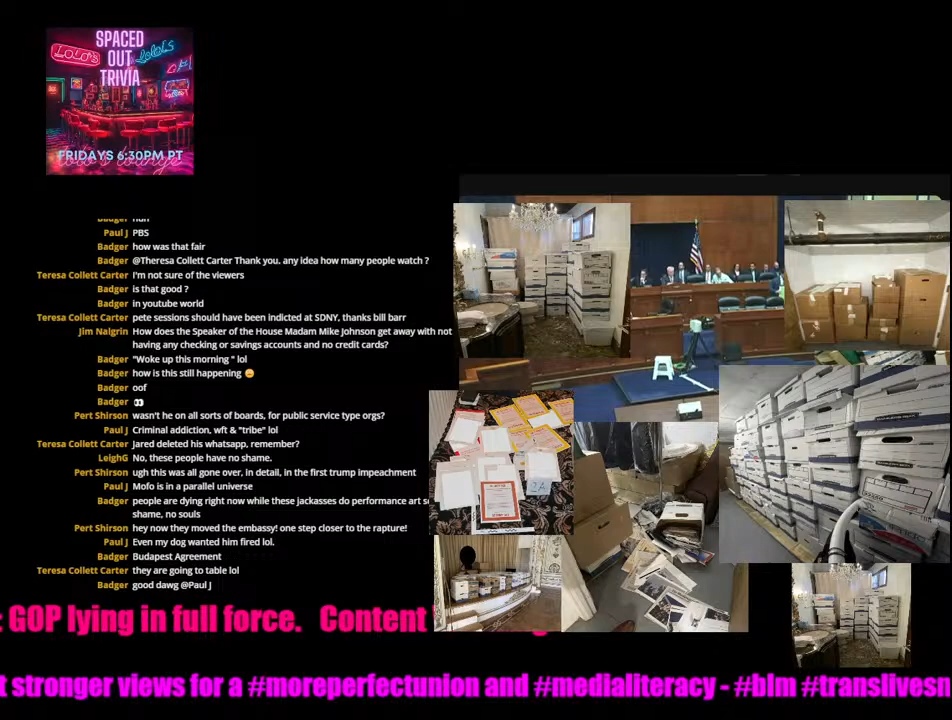 SPACED
OUT
TRIVIA
LOLO'S
FRIDAYS 6:30PM PT
lolo's lounge
Badger
Paul J PBS
Badger how was that fair
Badger @Theresa Collett Carter Thank you. any idea how many people watch ?
Teresa Collett Carter I'm not sure of the viewers
Badger is that good ?
Badger in youtube world
Teresa Collett Carter pete sessions should have been indicted at SDNY, thanks bill barr
Jim Nalgrin How does the Speaker of the House Madam Mike Johnson get away with not
having any checking or savings accounts and no credit cards?
Badger "Woke up this morning " lol
Badger how is this still happening 😑
Badger oof
Badger 👀
Pert Shirson wasn't he on all sorts of boards, for public service type orgs?
Paul J Criminal addiction, wft & "tribe" lol
Teresa Collett Carter Jared deleted his whatsapp, remember?
LeighG No, these people have no shame.
Pert Shirson ugh this was all gone over, in detail, in the first trump impeachment
Paul J Mofo is in a parallel universe
Badger people are dying right now while these jackasses do performance art
shame, no souls
Pert Shirson hey now they moved the embassy! one step closer to the rapture!
Paul J Even my dog wanted him fired lol.
Badger Budapest Agreement
Teresa Collett Carter they are going to table lol
Badger good dawg @Paul J
: GOP lying in full force. Content
t stronger views for a #moreperfectunion and #medialiteracy - #blm #translivesn